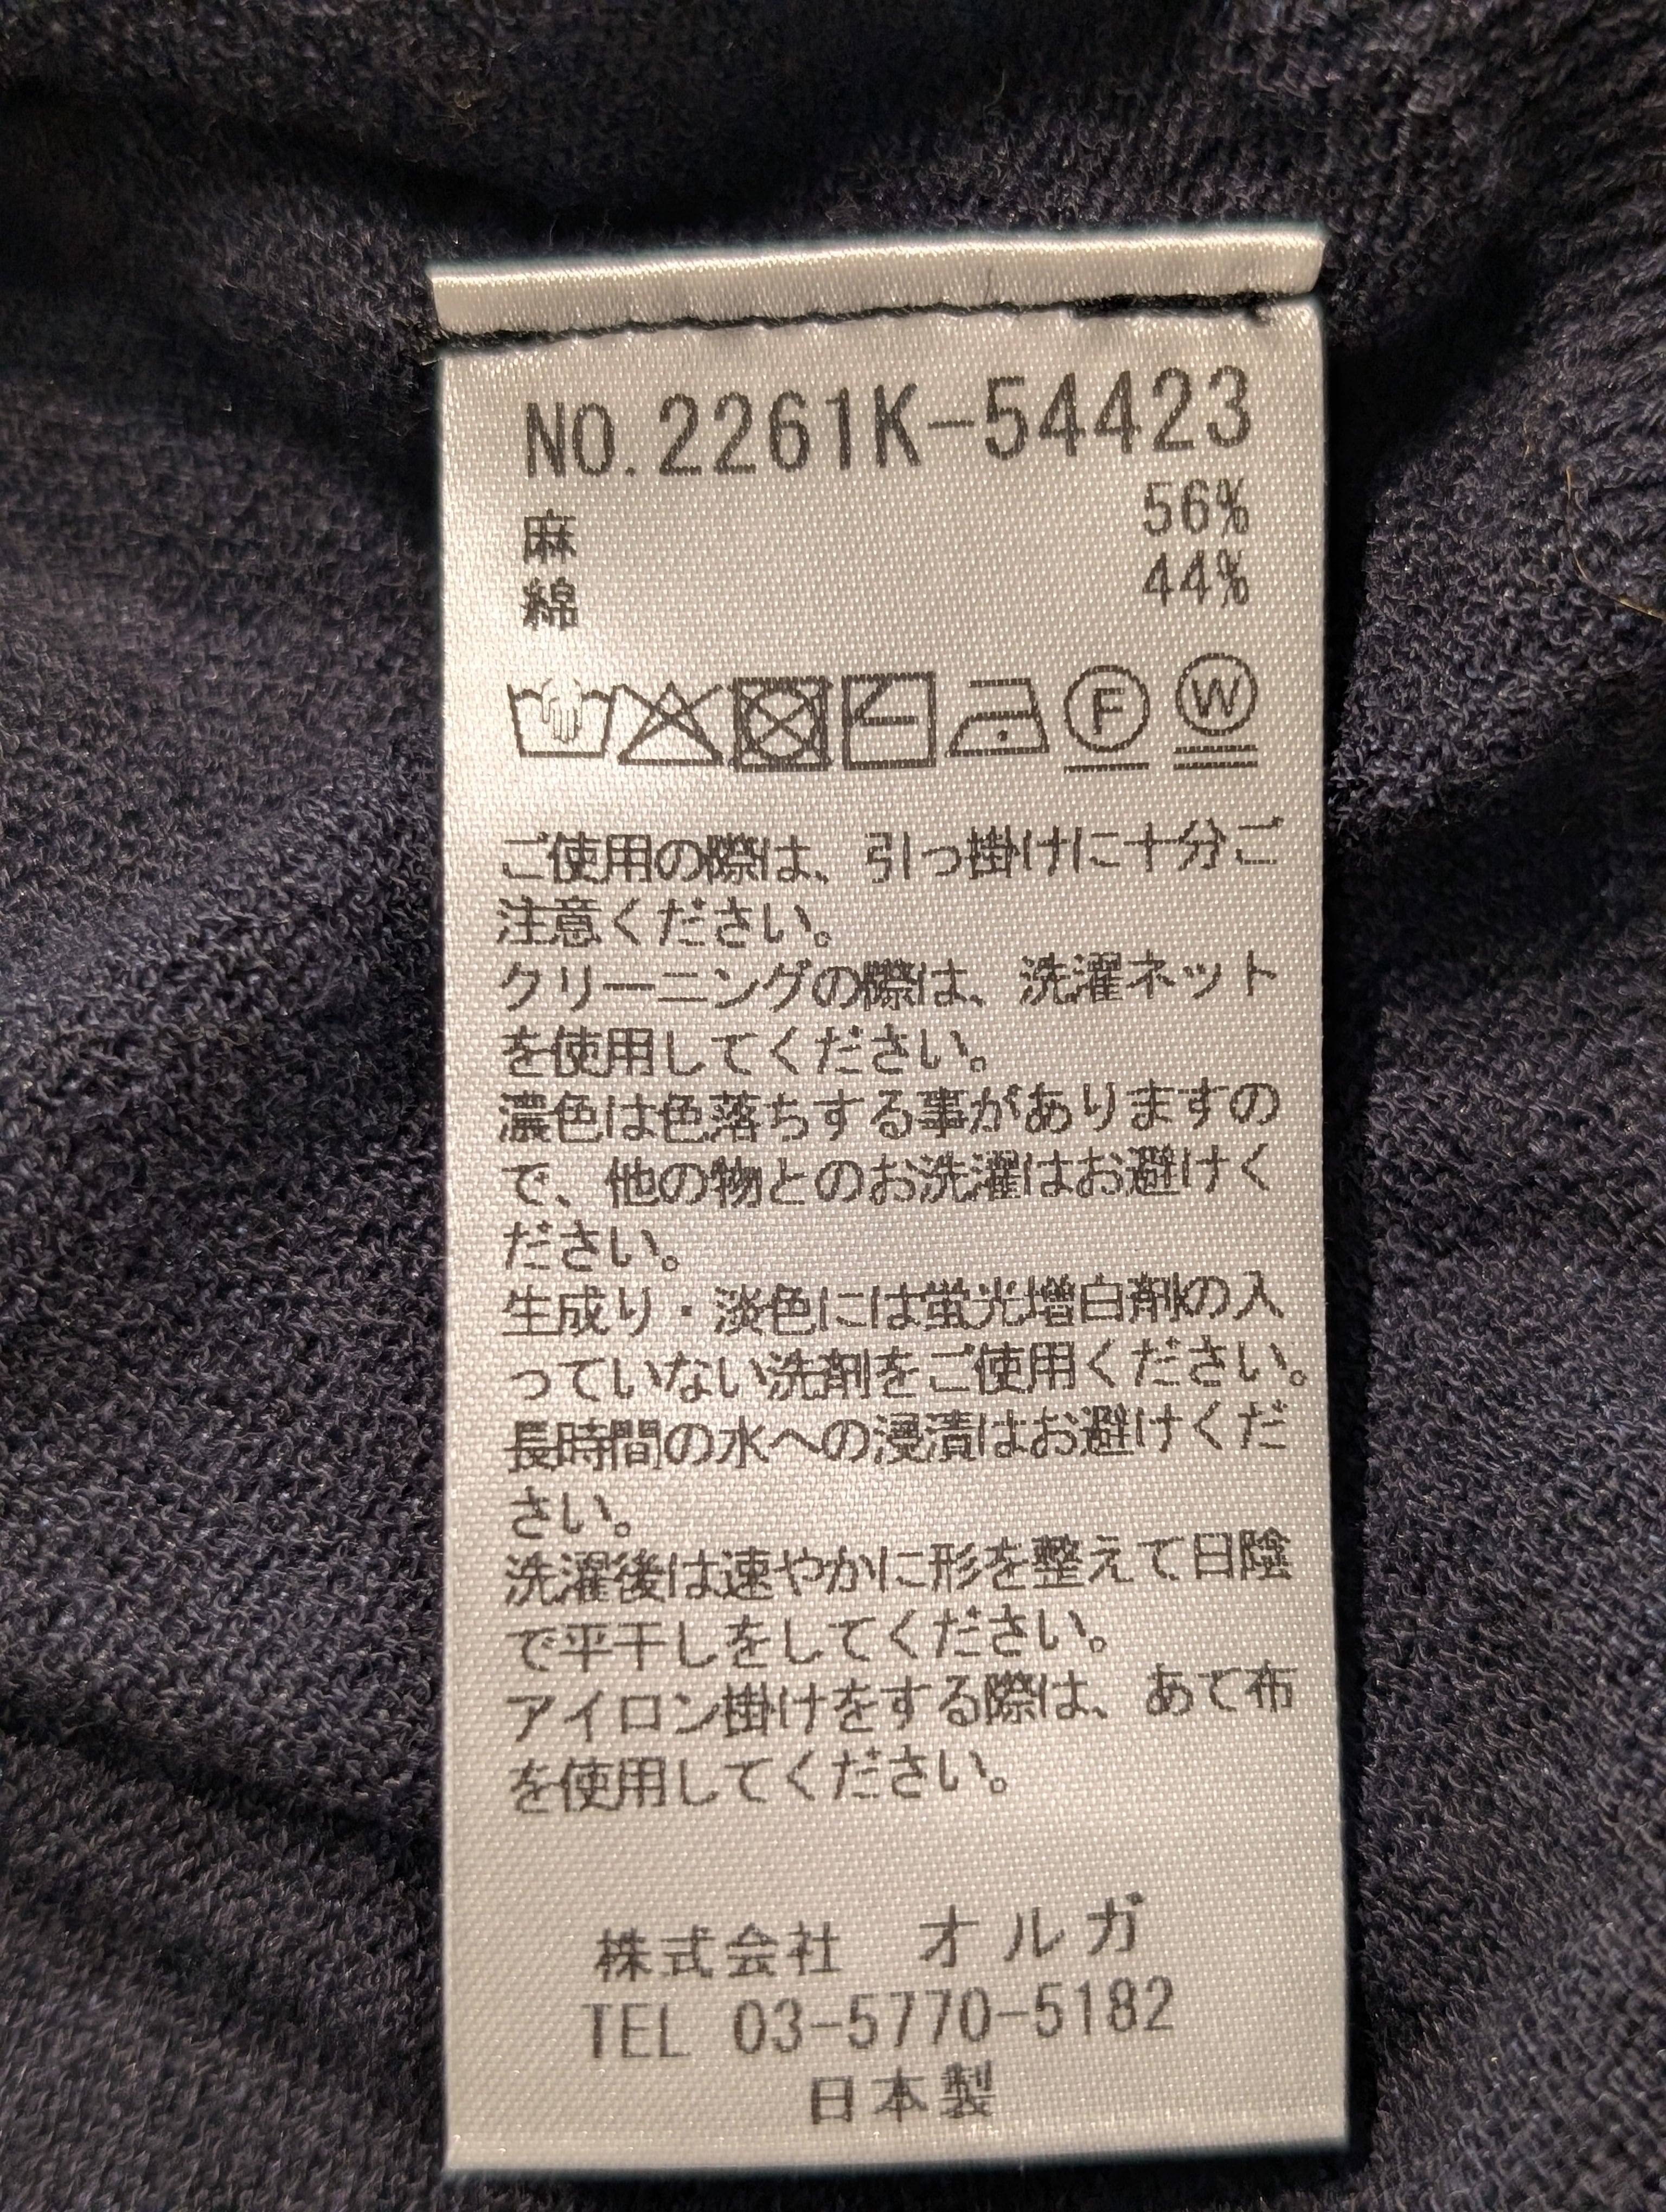 NO.2261K-54423
麻 56%
綿 44%
F W
ご使用の際は、引っ掛けに十分ご
注意ください。
クリーニングの際は、洗濯ネット
を使用してください。
濃色は色落ちする事がありますの
で、他の物とのお洗濯はお避けく
ださい。
生成り・淡色には蛍光増白剤の入
っていない洗剤をご使用ください。
長時間の水への浸漬はお避けくだ
さい。
洗濯後は速やかに形を整えて日陰
で平干しをしてください。
アイロン掛けをする際は、あて布
を使用してください。
株式会社 オルガ
TEL 03-5770-5182
日本製